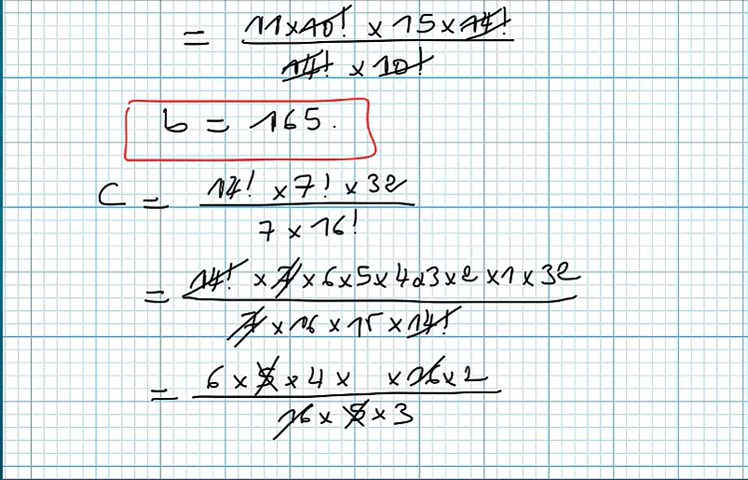 = 11×10! × 15 × 14! / 14! × 10!
b = 165.
C = 14! × 7! × 32 / 7 × 16!
= 14! × 7 × 6 × 5 × 4 × 3 × 2 × 1 × 32 / 7 × 16 × 15 × 14!
= 6 × 5 × 4 × × 16 × 2 / 16 × 5 × 3